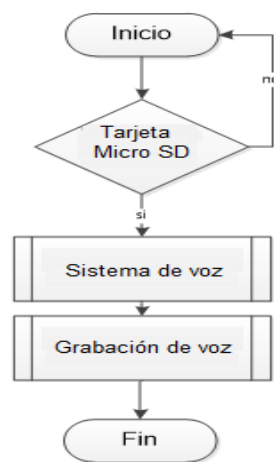 Inicio
no
Tarjeta
Micro SD
si
Sistema de voz
Grabación de voz
Fin